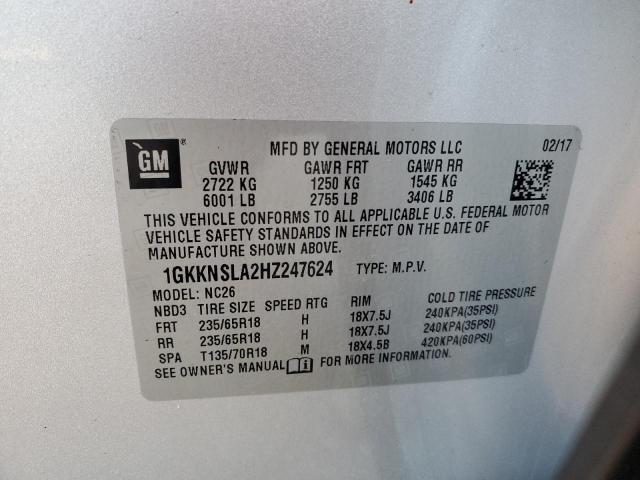 GM ®
MFD BY GENERAL MOTORS LLC 02/17
GVWR GAWR FRT GAWR RR
2722 KG 1250 KG 1545 KG
6001 LB 2755 LB 3406 LB
THIS VEHICLE CONFORMS TO ALL APPLICABLE U.S. FEDERAL MOTOR
VEHICLE SAFETY STANDARDS IN EFFECT ON THE DATE OF
MANUFACTURE SHOWN ABOVE.
1GKKNSLA2HZ247624 TYPE: M.P.V.
MODEL: NC26
NBD3 TIRE SIZE SPEED RTG RIM COLD TIRE PRESSURE
FRT 235/65R18 H 18X7.5J 240KPA(35PSI)
RR 235/65R18 H 18X7.5J 240KPA(35PSI)
SPA T135/70R18 M 18X4.5B 420KPA(60PSI)
SEE OWNER'S MANUAL FOR MORE INFORMATION.